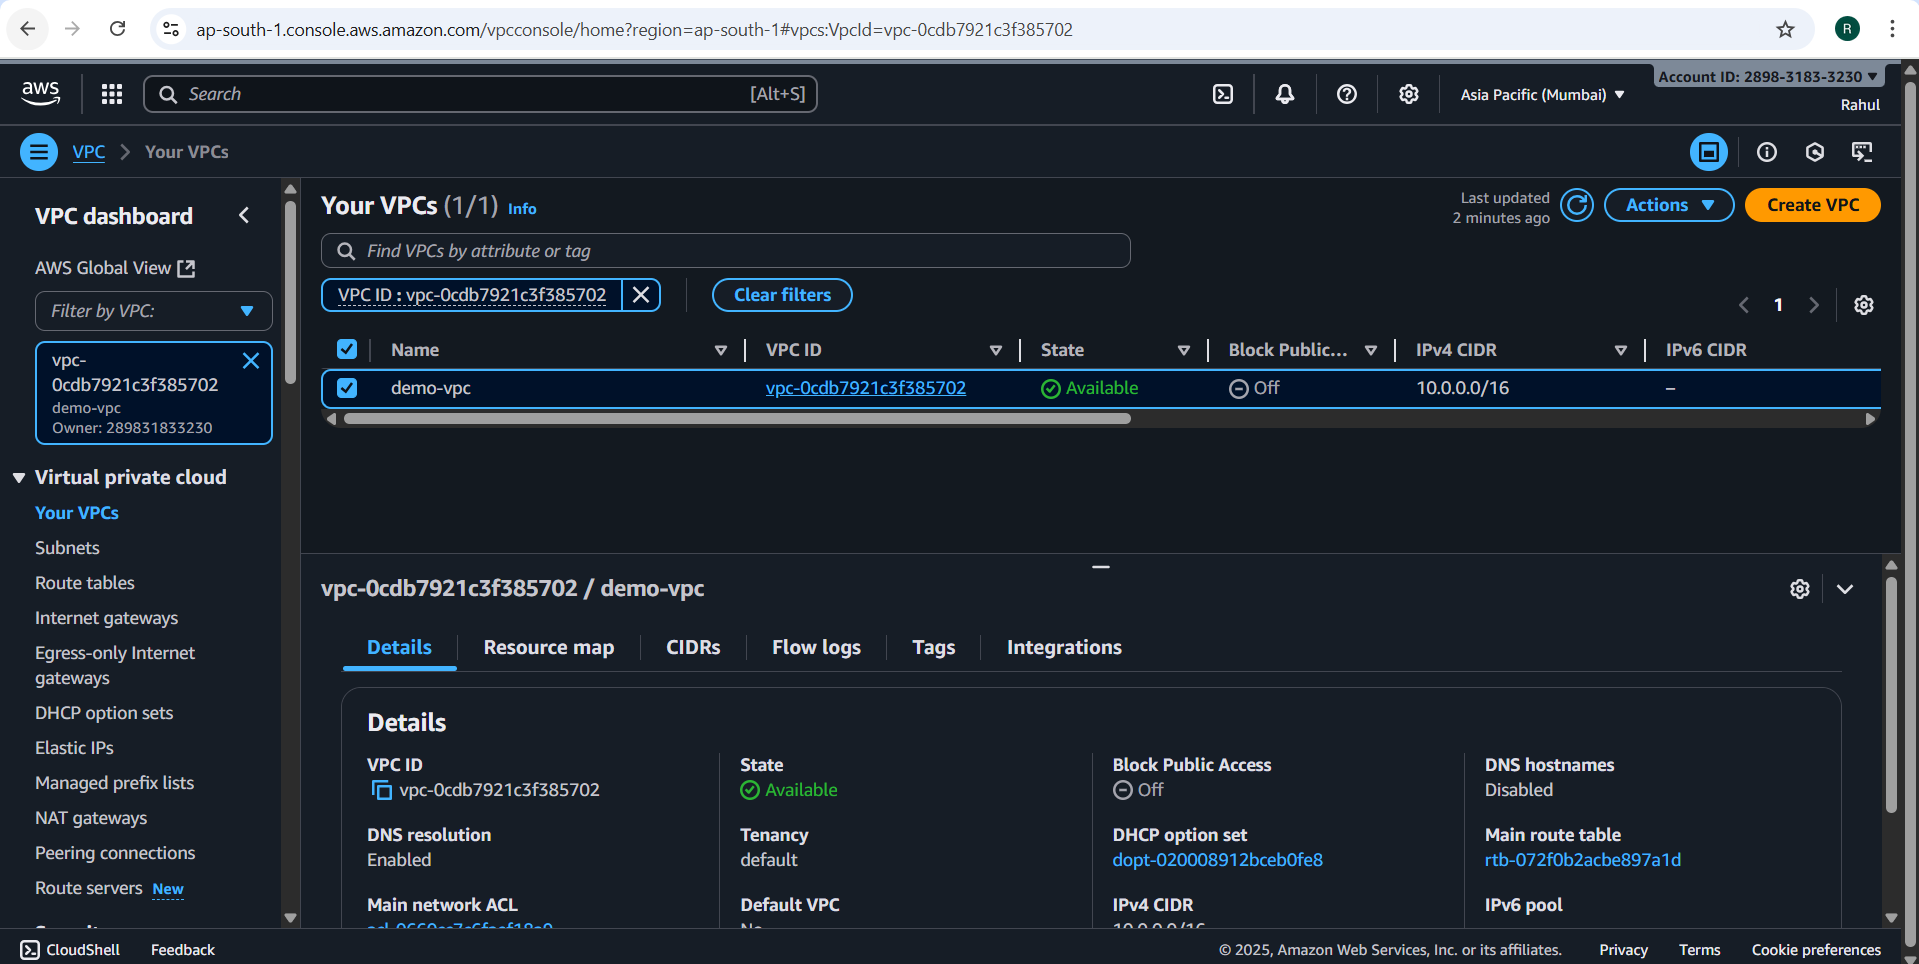 ap-south-1.console.aws.amazon.com/vpcconsole/home?region=ap-south-1#vpcs:VpcId=vpc-0cdb7921c3f385702
R
aws
Search
[Alt+S]
Asia Pacific (Mumbai)
Account ID: 2898-3183-3230
Rahul
VPC
Your VPCs
VPC dashboard
AWS Global View
Filter by VPC:
vpc-
0cdb7921c3f385702
demo-vpc
Owner: 289831833230
Virtual private cloud
Your VPCs
Subnets
Route tables
Internet gateways
Egress-only Internet
gateways
DHCP option sets
Elastic IPs
Managed prefix lists
NAT gateways
Peering connections
Route servers New
Your VPCs (1/1) Info
Last updated
2 minutes ago
Actions
Create VPC
Find VPCs by attribute or tag
VPC ID : vpc-0cdb7921c3f385702
Clear filters
1
Name VPC ID State Block Public... IPv4 CIDR IPv6 CIDR
demo-vpc vpc-0cdb7921c3f385702 Available Off 10.0.0.0/16 –
vpc-0cdb7921c3f385702 / demo-vpc
Details Resource map CIDRs Flow logs Tags Integrations
Details
VPC ID
vpc-0cdb7921c3f385702
State
Available
Block Public Access
Off
DNS hostnames
Disabled
DNS resolution
Enabled
Tenancy
default
DHCP option set
dopt-020008912bceb0fe8
Main route table
rtb-072f0b2acbe897a1d
Main network ACL
Default VPC
No
IPv4 CIDR
10.0.0.0/16
IPv6 pool
CloudShell
Feedback
© 2025, Amazon Web Services, Inc. or its affiliates.
Privacy
Terms
Cookie preferences